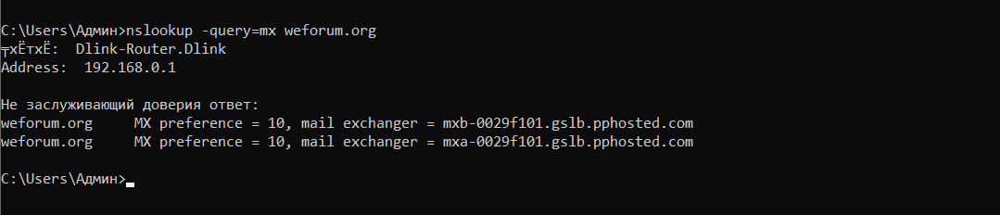 C:\Users\Админ>nslookup -query=mx weforum.org
╤хЁтхЁ:  Dlink-Router.Dlink
Address:  192.168.0.1
Не заслуживающий доверия ответ:
weforum.org     MX preference = 10, mail exchanger = mxb-0029f101.gslb.pphosted.com
weforum.org     MX preference = 10, mail exchanger = mxa-0029f101.gslb.pphosted.com
C:\Users\Админ>